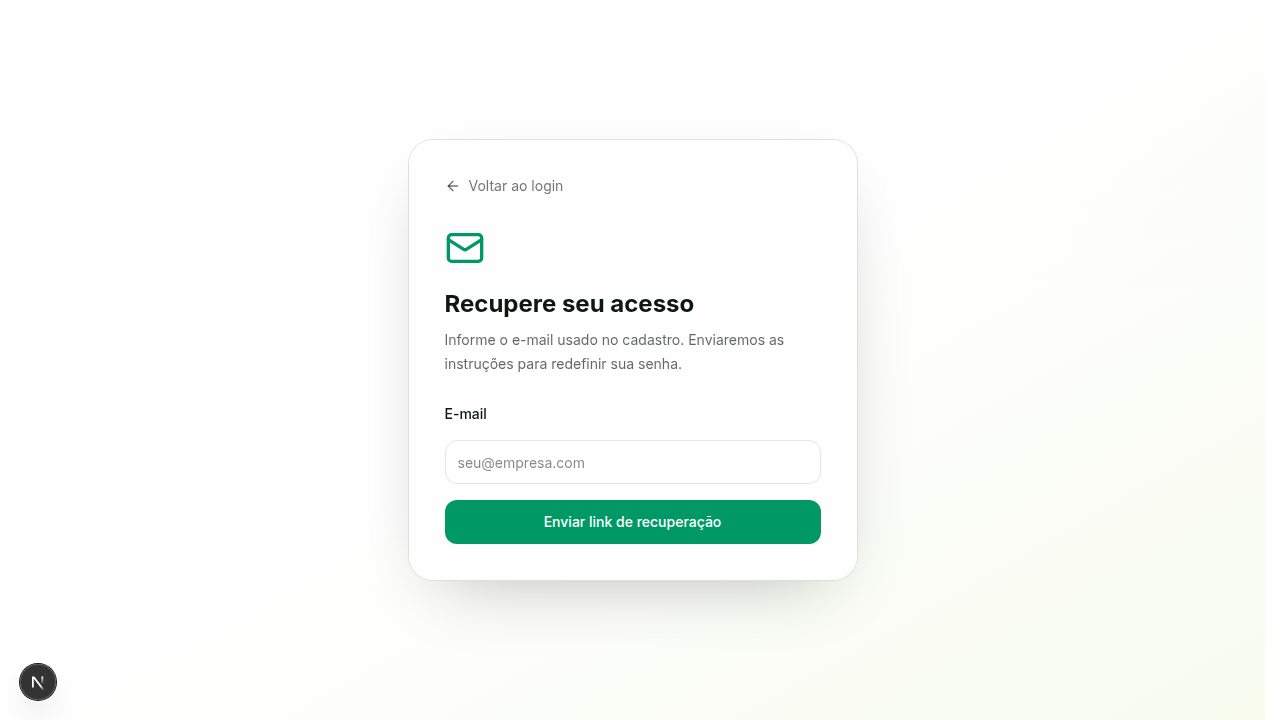 Voltar ao login
Recupere seu acesso
Informe o e-mail usado no cadastro. Enviaremos as
instruções para redefinir sua senha.
E-mail
seu@empresa.com
Enviar link de recuperação
N